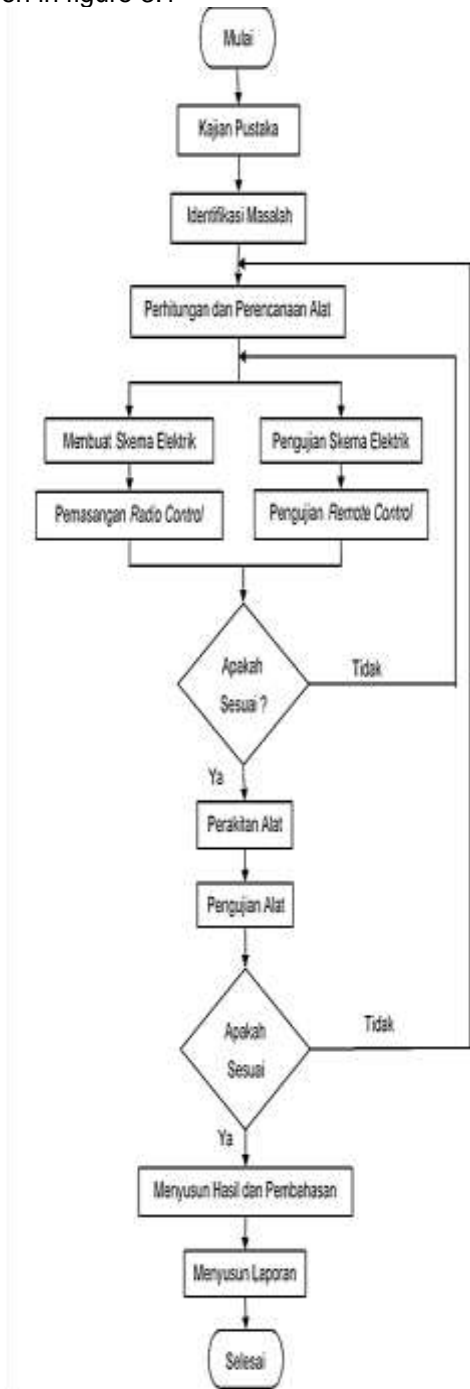 in figure
Mulai
Kajian Pustaka
Identifikasi Masalah
Perhitungan dan Perencanaan Alat
Membuat Skema Elektrik
Pengujian Skema Elektrik
Pemasangan Radio Control
Pengujian Remote Control
Apakah
Sesuai ?
Tidak
Ya
Perakitan Alat
Pengujian Alat
Apakah
Sesuai
Tidak
Ya
Menyusun Hasil dan Pembahasan
Menyusun Laporan
Selesai